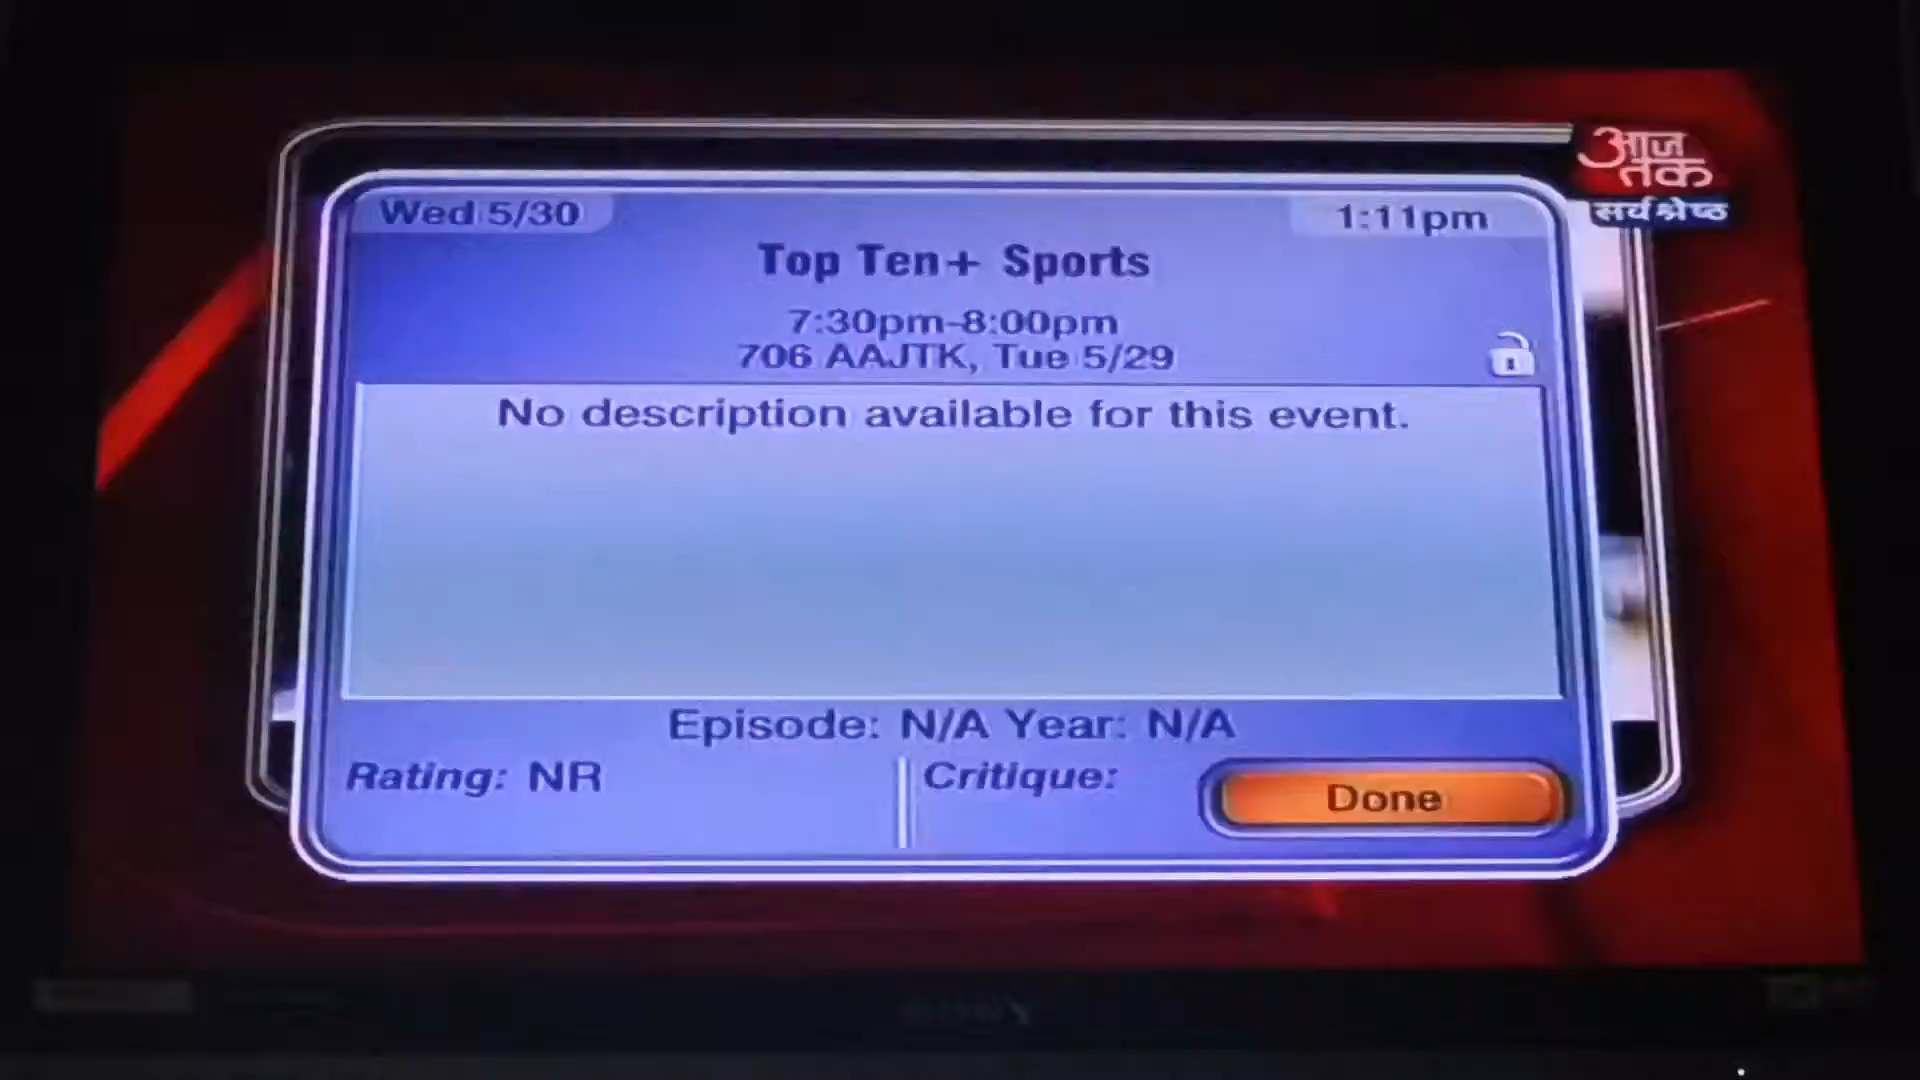 आज
तक
सर्वश्रेष्ठ
Wed 5/30
1:11pm
Top Ten+ Sports
7:30pm-8:00pm
706 AAJTK, Tue 5/29
No description available for this event.
Episode: N/A Year: N/A
Rating: NR
Critique:
Done